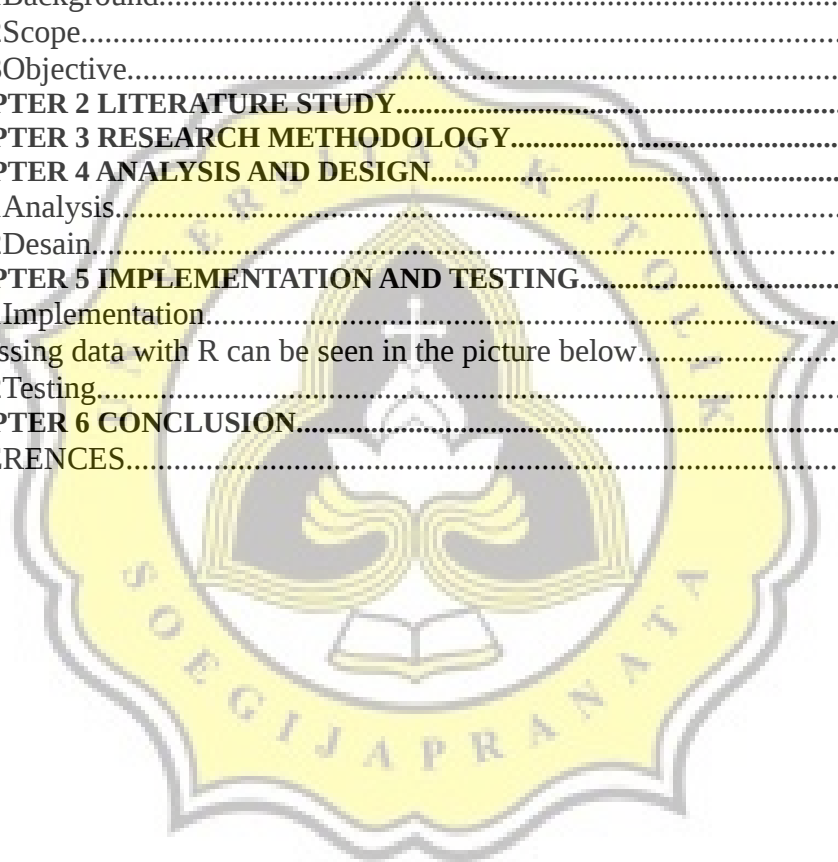 Background........
Scope........
Objective........
PTER 2 LITERATURE STUDY........
PTER 3 RESEARCH METHODOLOGY........
PTER 4 ANALYSIS AND DESIGN........
Analysis........
Desain........
PTER 5 IMPLEMENTATION AND TESTING........
Implementation........
ssing data with R can be seen in the picture below........
Testing........
PTER 6 CONCLUSION........
RENCES........
UNIVERSITAS KATOLIK
SOEGIJAPRANATA